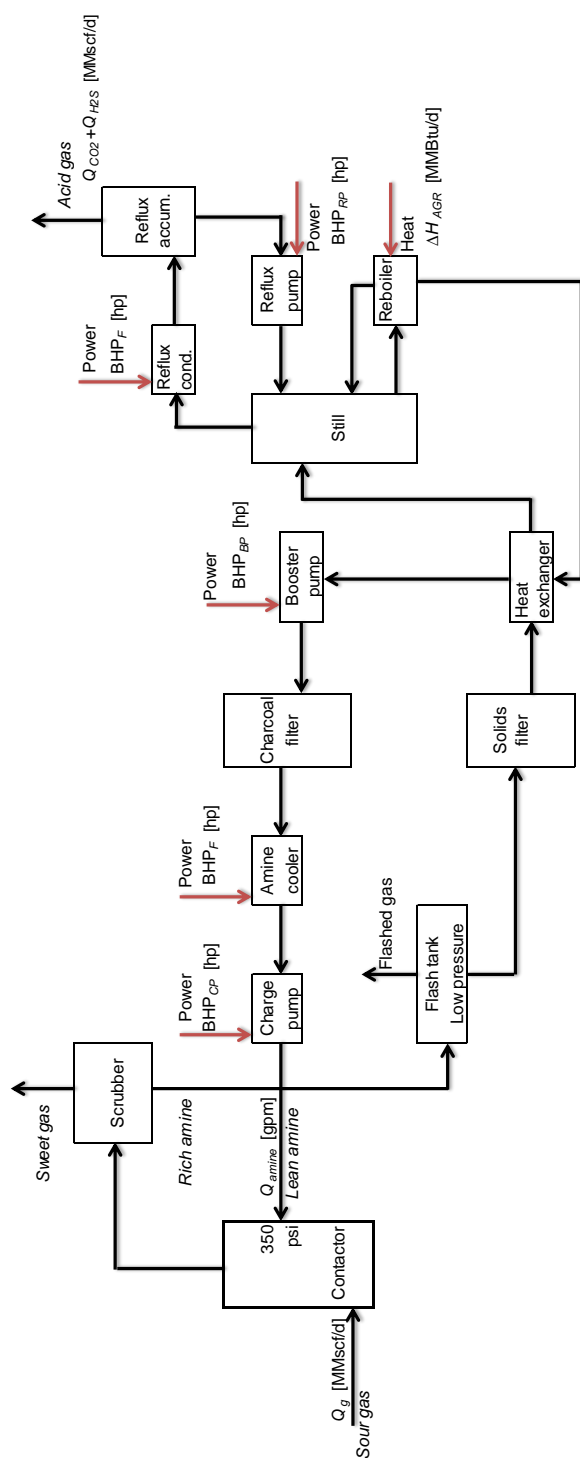 Sweet gas
Scrubber
Rich amine
Q_g [MMscf/d]
Sour gas
350
psi
Contactor
Q_amine [gpm]
Lean amine
Power
BHP_CP [hp]
Charge
pump
Power
BHP_F [hp]
Amine
cooler
Charcoal
filter
Power
BHP_BP [hp]
Booster
pump
Flashed gas
Flash tank
Low pressure
Solids
filter
Heat
exchanger
Still
Power
BHP_F [hp]
Reflux
cond.
Acid gas
Q_CO2+Q_H2S [MMscf/d]
Reflux
accum.
Reflux
pump
Power
BHP_RP [hp]
Reboiler
Heat
ΔH_AGR [MMBtu/d]